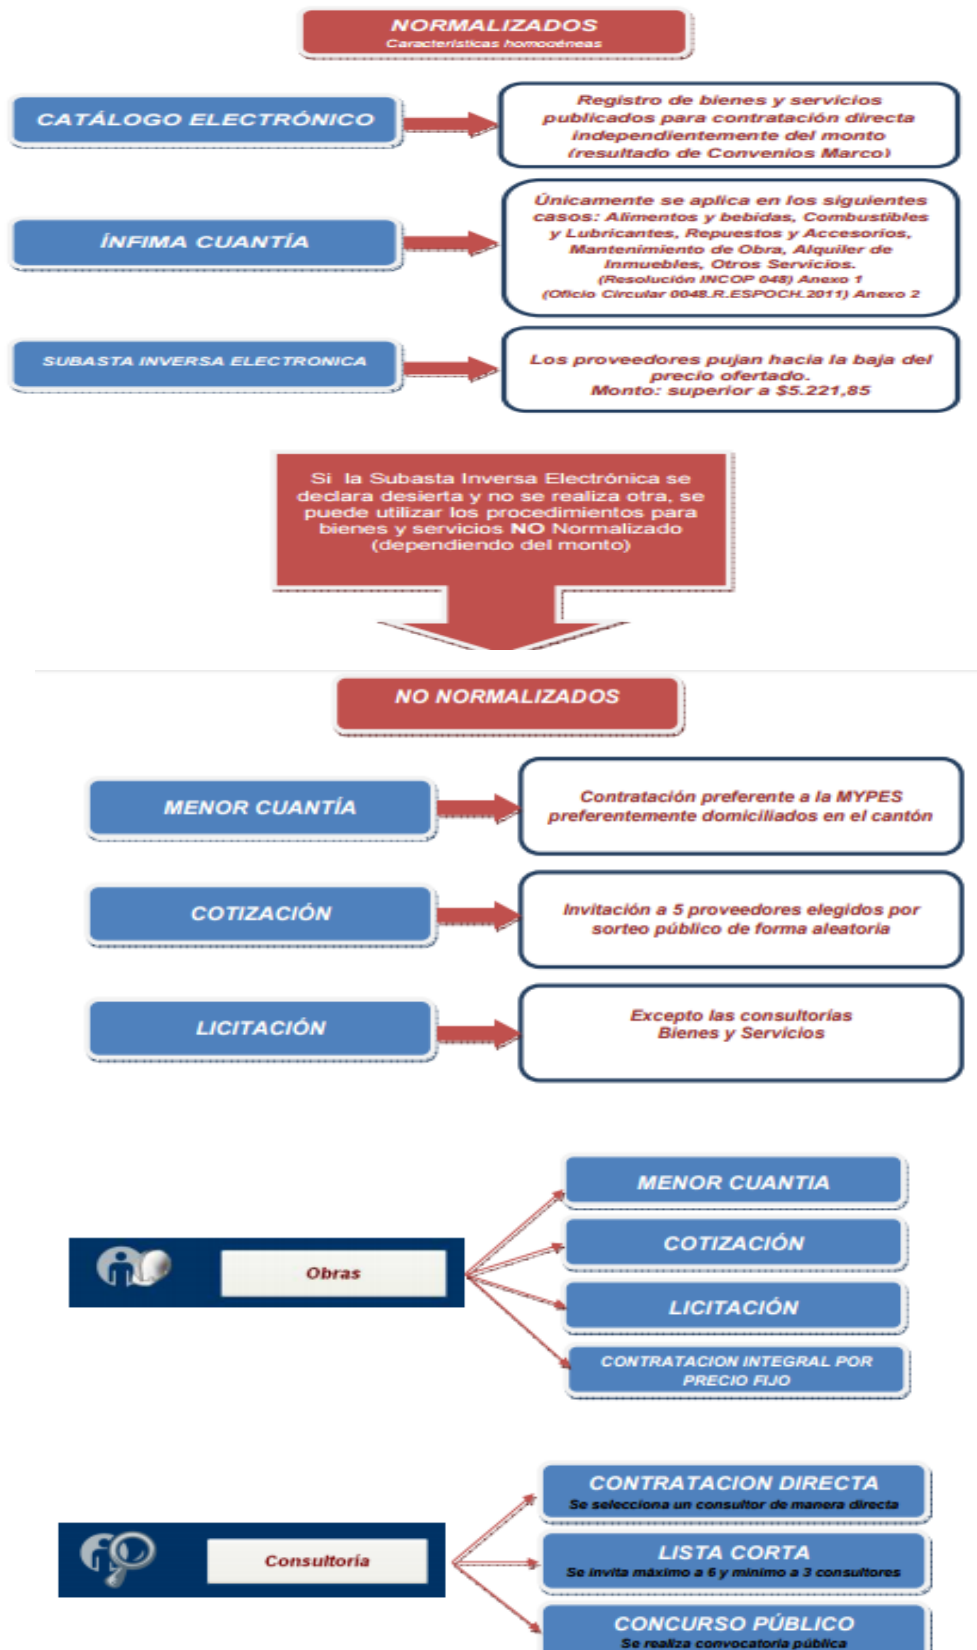 NORMALIZADOS
Características homogéneas
CATÁLOGO ELECTRÓNICO
Registro de bienes y servicios
publicados para contratación directa
independientemente del monto
(resultado de Convenios Marco)
ÍNFIMA CUANTÍA
Únicamente se aplica en los siguientes
casos: Alimentos y bebidas, Combustibles
y Lubricantes, Repuestos y Accesorios,
Mantenimiento de Obra, Alquiler de
Inmuebles, Otros Servicios.
(Resolución INCOP 048) Anexo 1
(Oficio Circular 0048.R.ESPOCH.2011) Anexo 2
SUBASTA INVERSA ELECTRONICA
Los proveedores pujan hacia la baja del
precio ofertado.
Monto: superior a $5.221,85
Si la Subasta Inversa Electrónica se
declara desierta y no se realiza otra, se
puede utilizar los procedimientos para
bienes y servicios NO Normalizado
(dependiendo del monto)
NO NORMALIZADOS
MENOR CUANTÍA
Contratación preferente a la MYPES
preferentemente domiciliados en el cantón
COTIZACIÓN
Invitación a 5 proveedores elegidos por
sorteo público de forma aleatoria
LICITACIÓN
Excepto las consultorías
Bienes y Servicios
Obras
MENOR CUANTIA
COTIZACIÓN
LICITACIÓN
CONTRATACION INTEGRAL POR
PRECIO FIJO
Consultoría
CONTRATACION DIRECTA
Se selecciona un consultor de manera directa
LISTA CORTA
Se invita máximo a 6 y mínimo a 3 consultores
CONCURSO PÚBLICO
Se realiza convocatoria pública